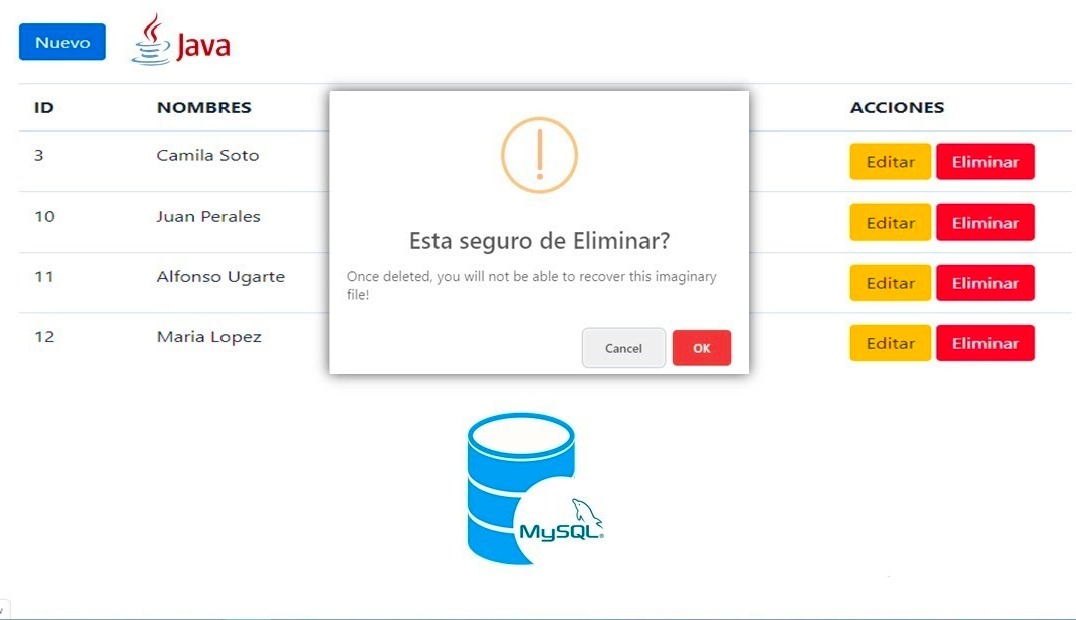 Nuevo
Java
ID NOMBRES ACCIONES
3 Camila Soto Editar Eliminar
10 Juan Perales Editar Eliminar
11 Alfonso Ugarte Editar Eliminar
12 Maria Lopez Editar Eliminar
Esta seguro de Eliminar?
Once deleted, you will not be able to recover this imaginary
file!
Cancel OK
MySQL®